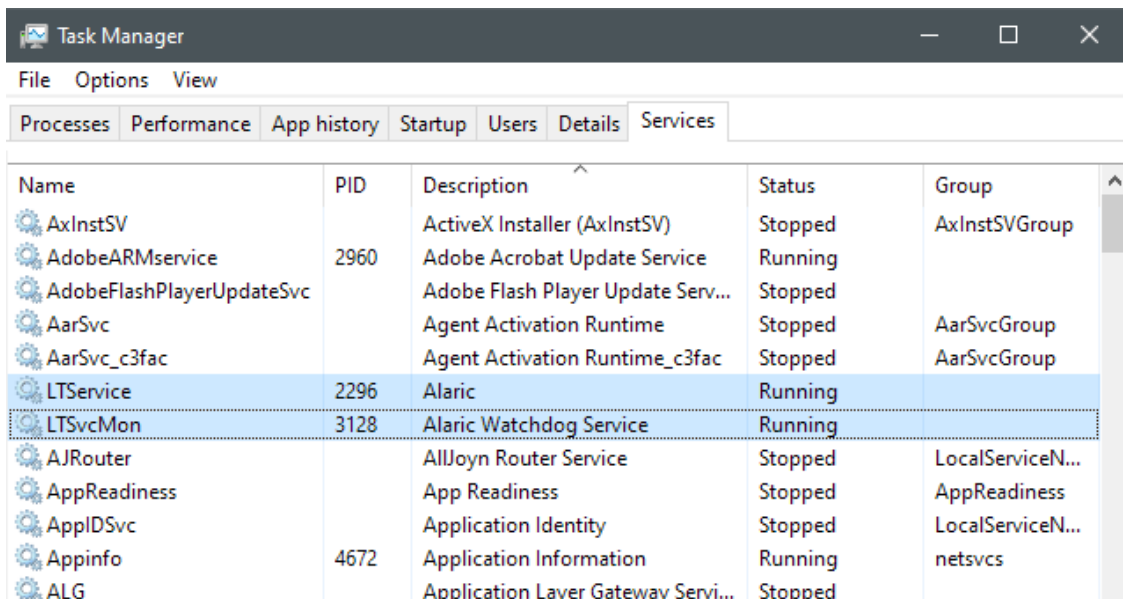 Task Manager
File Options View
Processes Performance App history Startup Users Details Services
Name PID Description Status Group
AxInstSV ActiveX Installer (AxInstSV) Stopped AxInstSVGroup
AdobeARMservice 2960 Adobe Acrobat Update Service Running
AdobeFlashPlayerUpdateSvc Adobe Flash Player Update Serv... Stopped
AarSvc Agent Activation Runtime Stopped AarSvcGroup
AarSvc_c3fac Agent Activation Runtime_c3fac Stopped AarSvcGroup
LTService 2296 Alaric Running
LTSvcMon 3128 Alaric Watchdog Service Running
AJRouter AllJoyn Router Service Stopped LocalServiceN...
AppReadiness App Readiness Stopped AppReadiness
AppIDSvc Application Identity Stopped LocalServiceN...
Appinfo 4672 Application Information Running netsvcs
ALG Application Layer Gateway Servi... Stopped